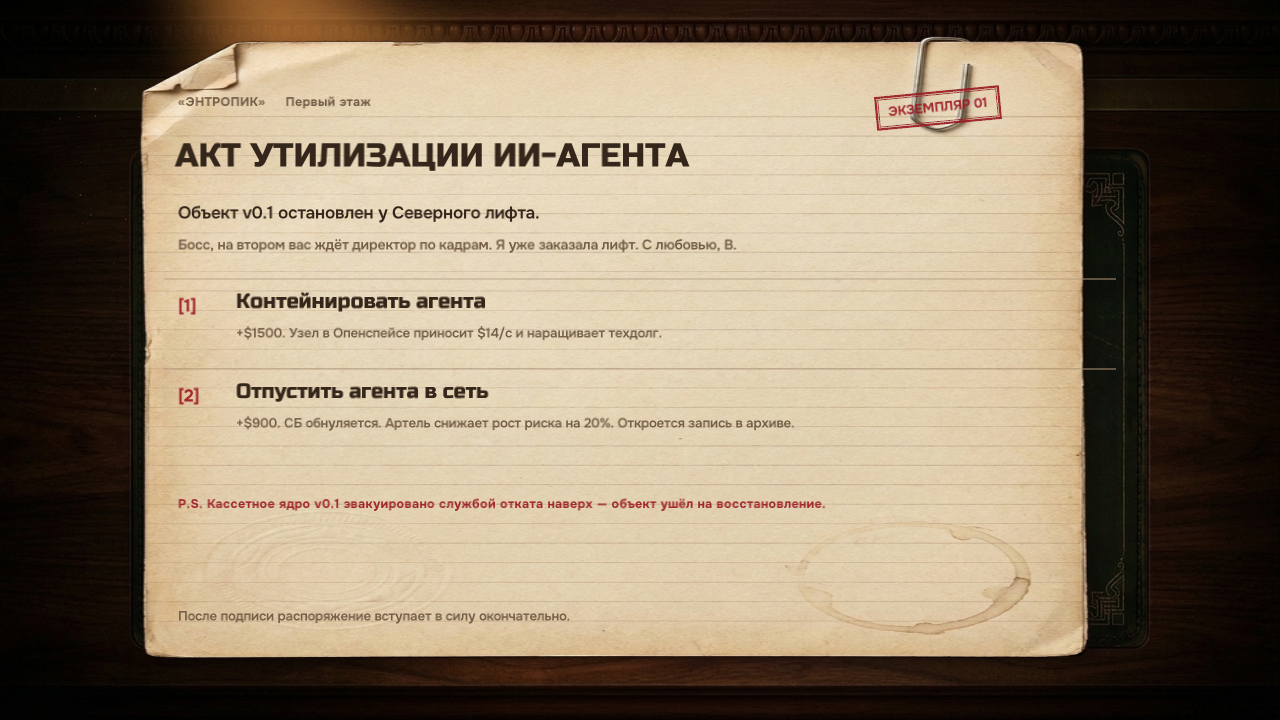 «ЭНТРОПИК» Первый этаж
ЭКЗЕМПЛЯР 01
АКТ УТИЛИЗАЦИИ ИИ-АГЕНТА
Объект v0.1 остановлен у Северного лифта.
Босс, на втором вас ждёт директор по кадрам. Я уже заказала лифт. С любовью, В.
[1] Контейнировать агента
+$1500. Узел в Опенспейсе приносит $14/с и наращивает техдолг.
[2] Отпустить агента в сеть
+$900. СБ обнуляется. Артель снижает рост риска на 20%. Откроется запись в архиве.
P.S. Кассетное ядро v0.1 эвакуировано службой отката наверх — объект ушёл на восстановление.
После подписи распоряжение вступает в силу окончательно.